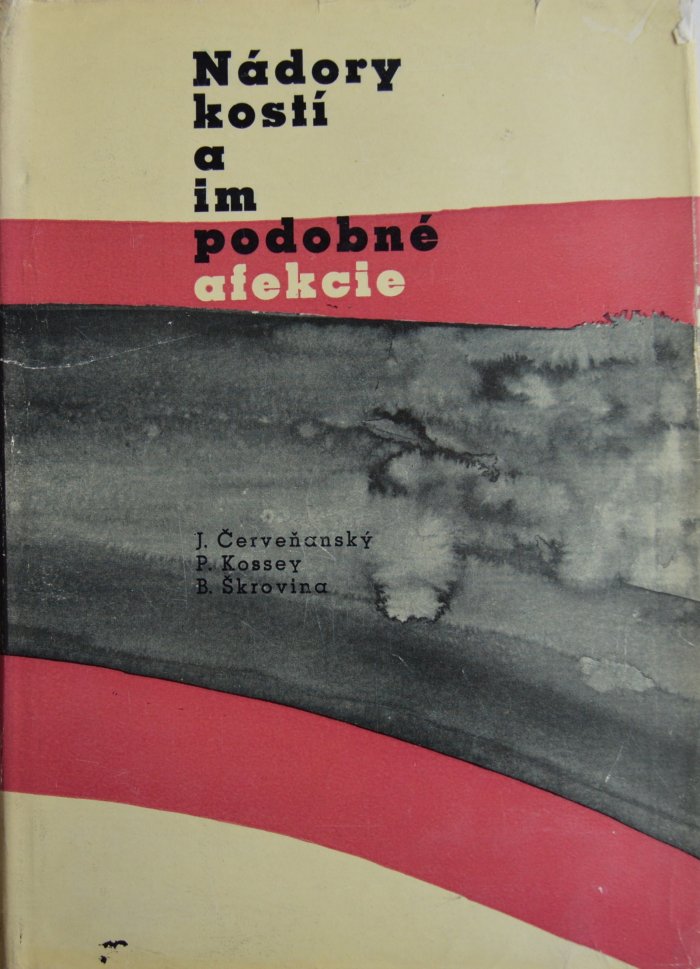 Nádory
kostí
a
im
podobné
afekcie
J. Červeňanský
P. Kossey
B. Škrovina